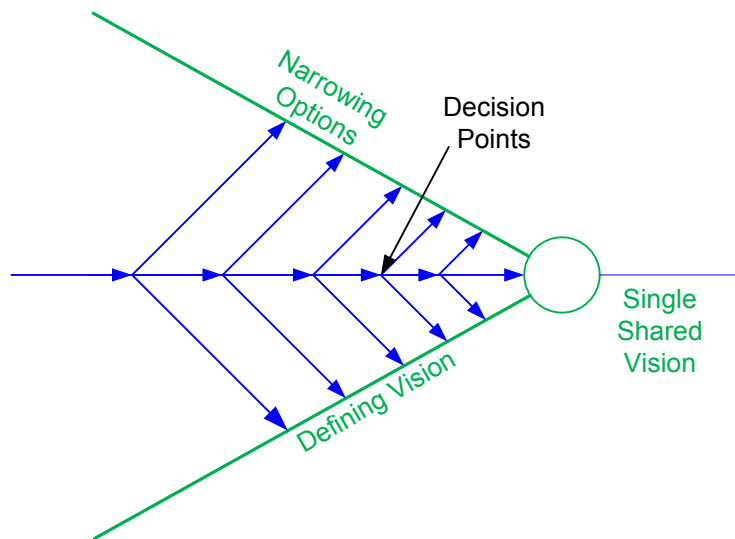 Narrowing
Options
Decision
Points
Single
Shared
Vision
Defining Vision